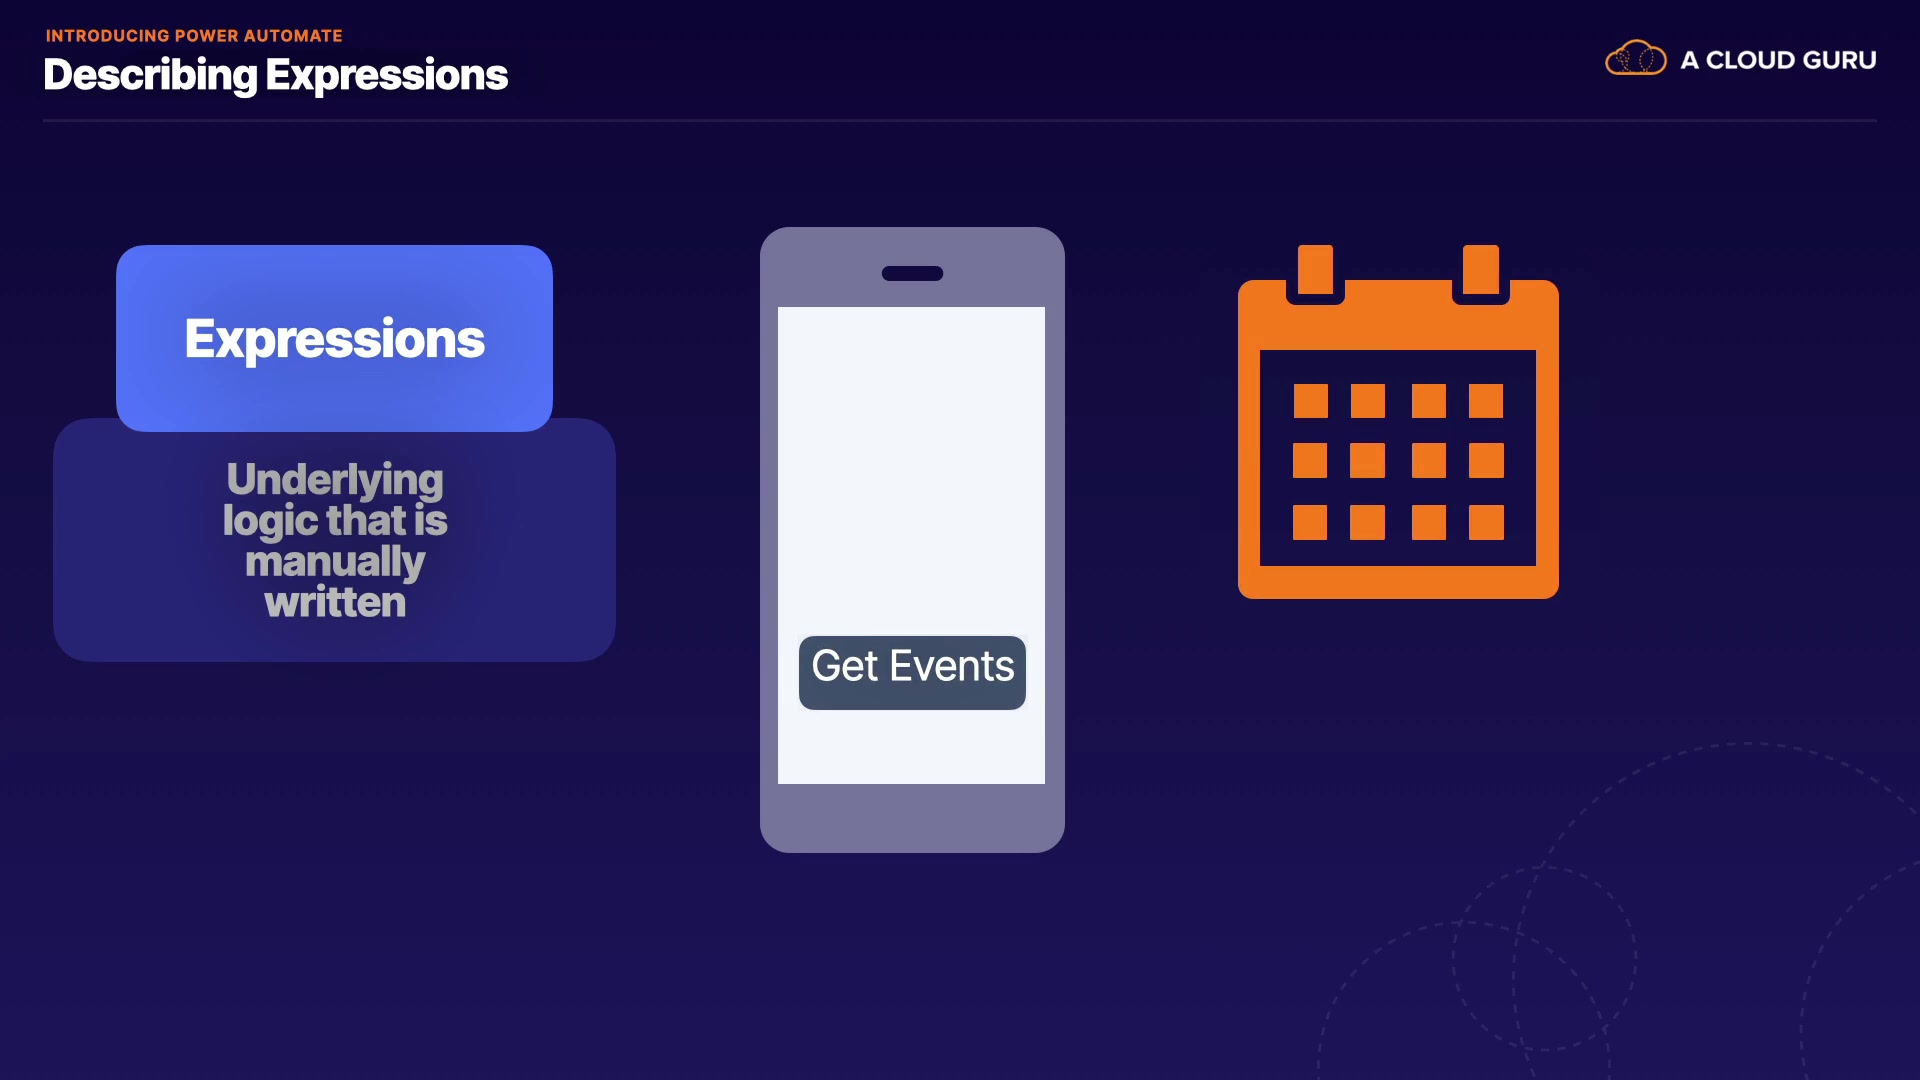 INTRODUCING POWER AUTOMATE
Describing Expressions
A CLOUD GURU
Expressions
Underlying
logic that is
manually
written
Get Events